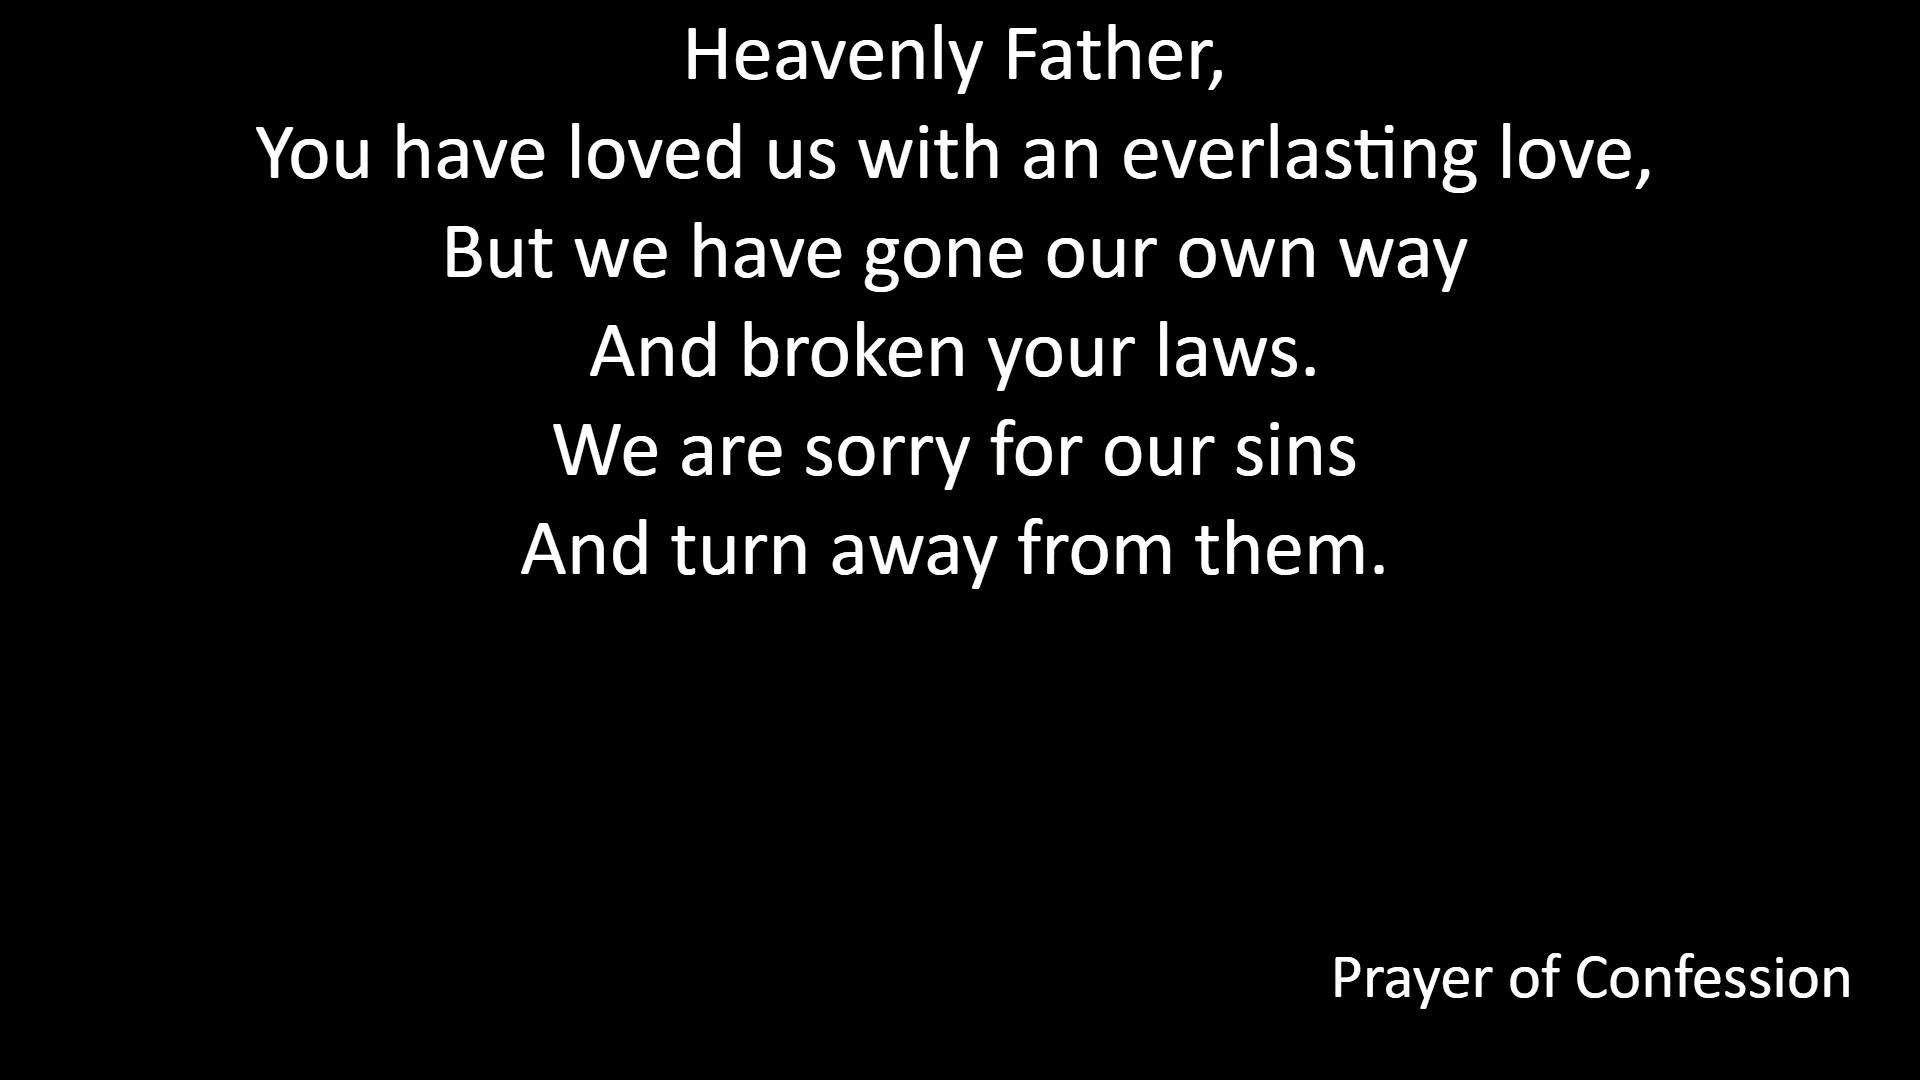 Heavenly Father,
You have loved us with an everlasting love,
But we have gone our own way
And broken your laws.
We are sorry for our sins
And turn away from them.
Prayer of Confession